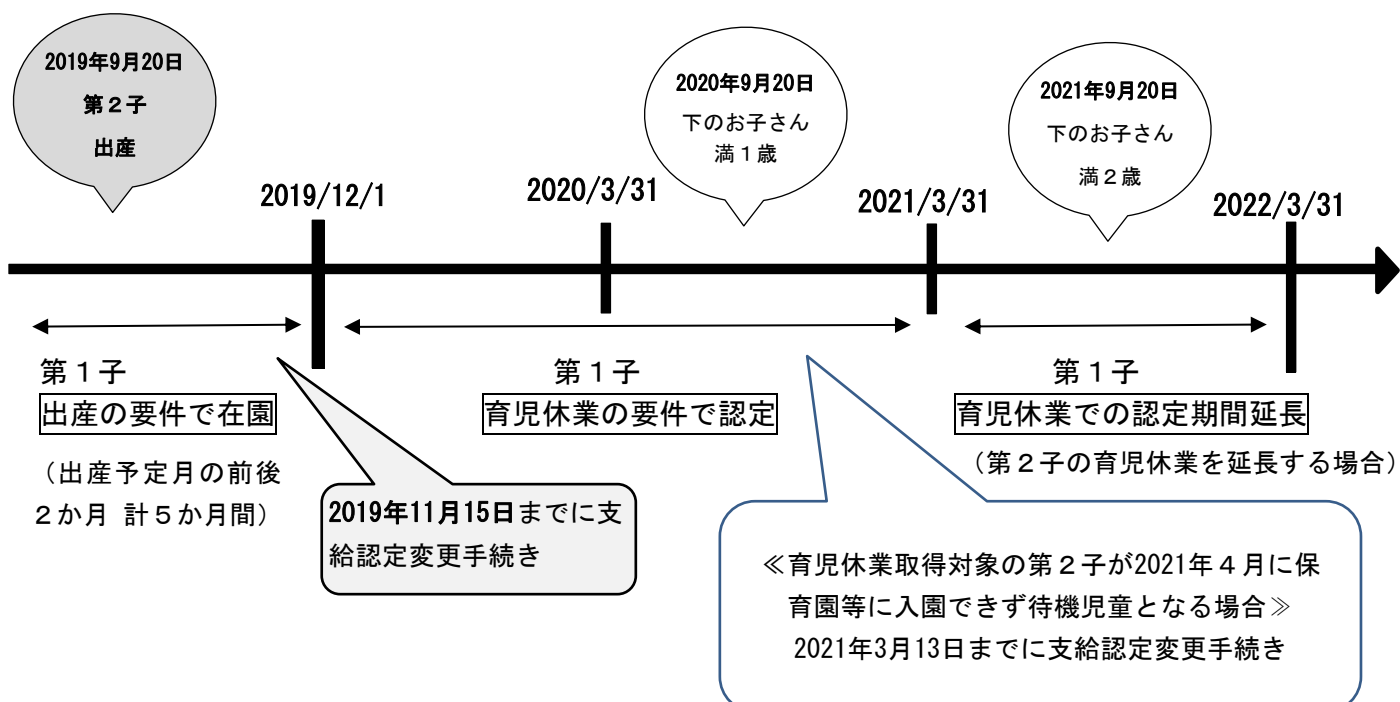 2019年9月20日
第２子
出産
2020年9月20日
下のお子さん
満１歳
2021年9月20日
下のお子さん
満２歳
2019/12/1
2020/3/31
2021/3/31
2022/3/31
第１子
出産の要件で在園
（出産予定月の前後
２か月 計５か月間）
第１子
育児休業の要件で認定
第１子
育児休業での認定期間延長
（第２子の育児休業を延長する場合）
2019年11月15日までに支
給認定変更手続き
≪育児休業取得対象の第２子が2021年４月に保
育園等に入園できず待機児童となる場合≫
2021年3月13日までに支給認定変更手続き